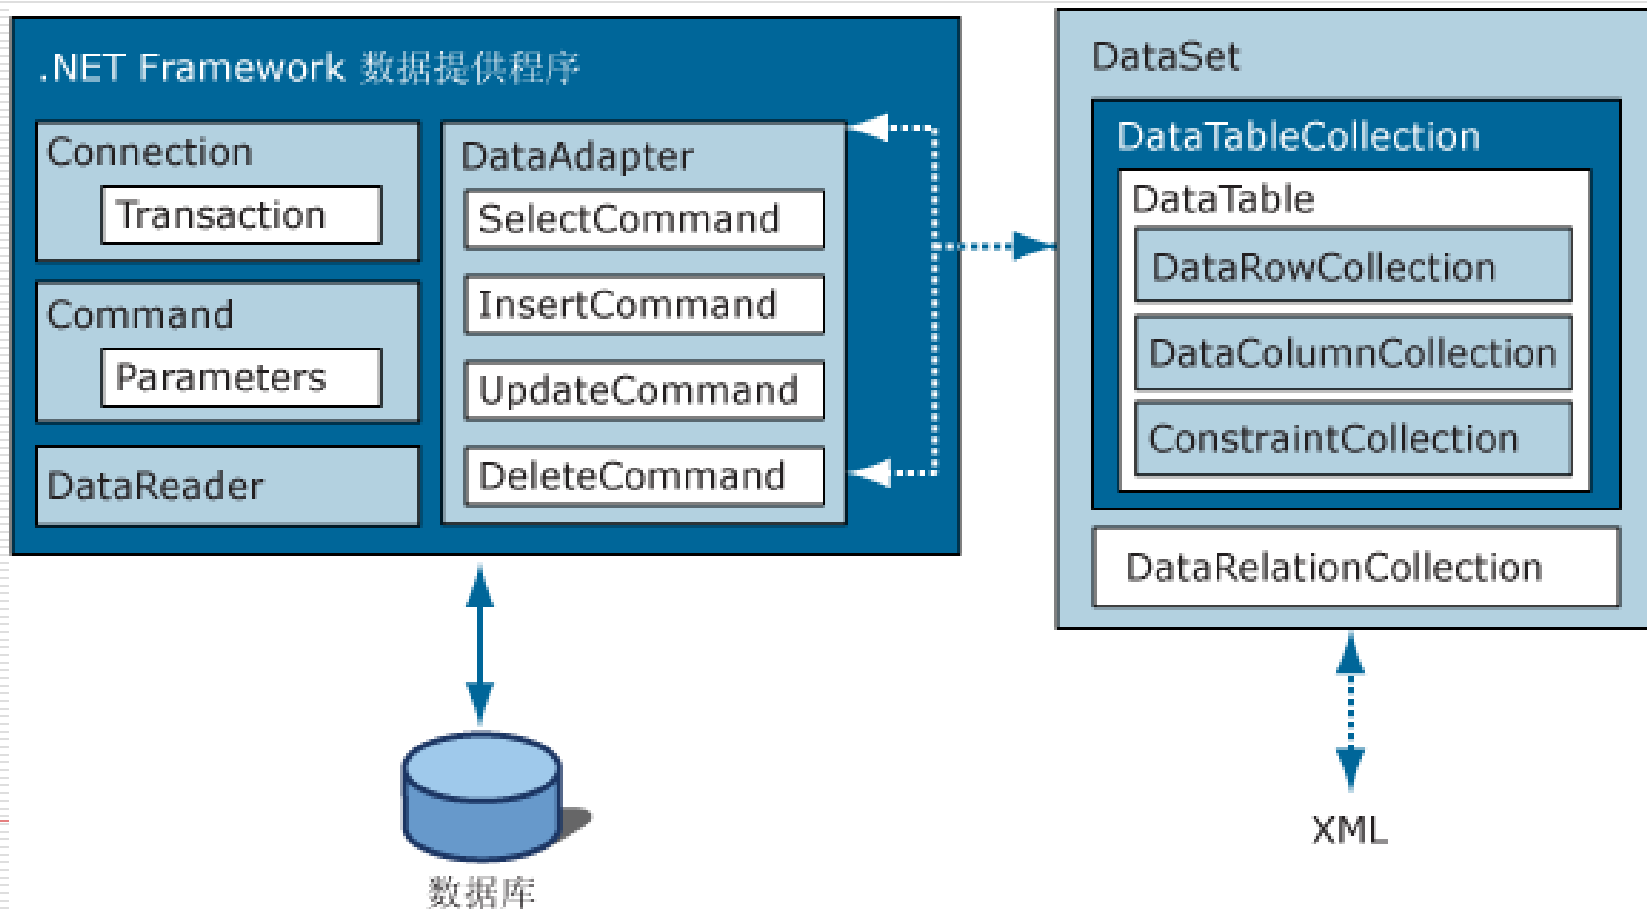 .NET Framework 数据提供程序
Connection
Transaction
Command
Parameters
DataReader
DataAdapter
SelectCommand
InsertCommand
UpdateCommand
DeleteCommand
数据库
DataSet
DataTableCollection
DataTable
DataRowCollection
DataColumnCollection
ConstraintCollection
DataRelationCollection
XML